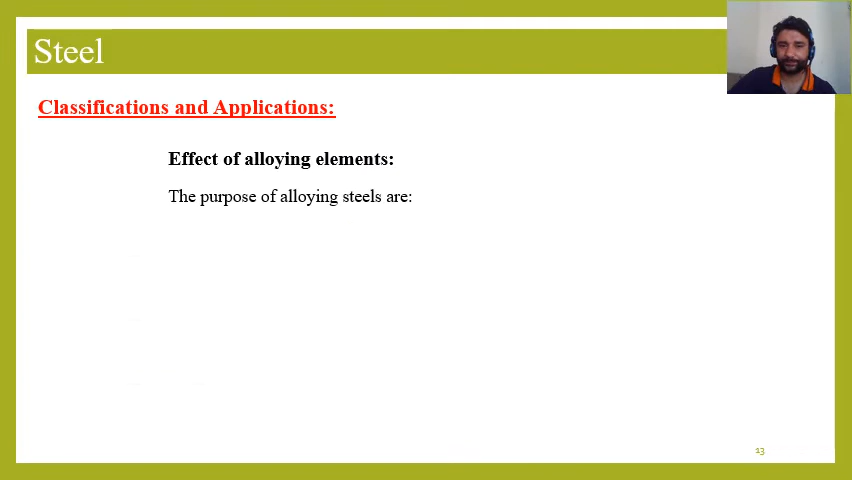 Steel
Classifications and Applications:
Effect of alloying elements:
The purpose of alloying steels are:
13